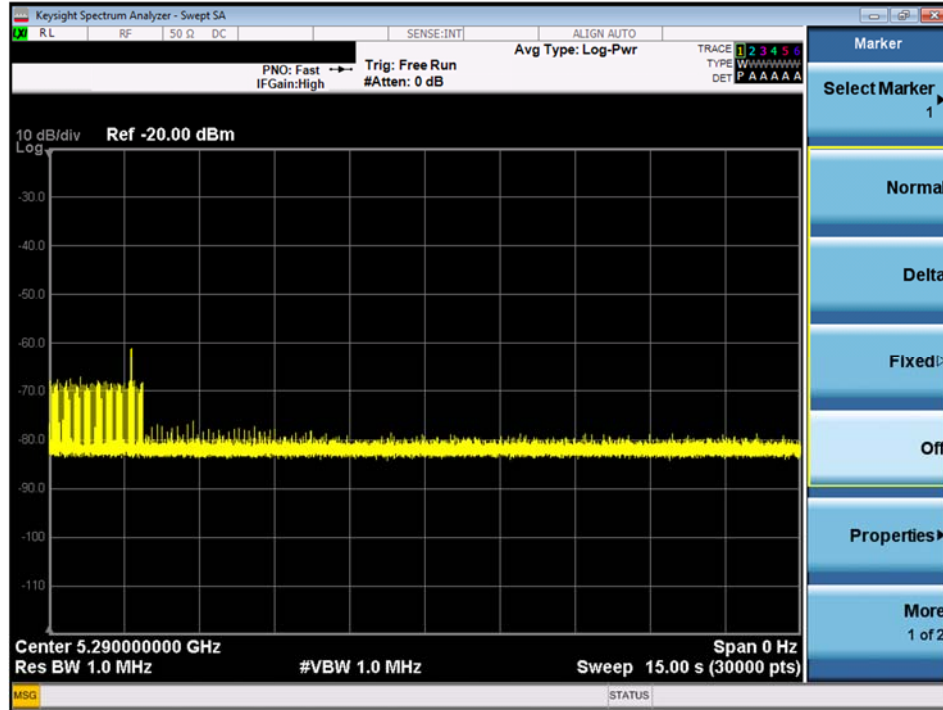 Keysight Spectrum Analyzer - Swept SA
LXI RL RF 50 Ω DC SENSE:INT ALIGN AUTO
Marker
Avg Type: Log-Pwr
TRACE 1 2 3 4 5 6
PNO: Fast Trig: Free Run
TYPE WWWWWW
IFGain:High #Atten: 0 dB
DET P A A A A A
Select Marker
1
10 dB/div Ref -20.00 dBm
Log
Normal
-30.0
-40.0
Delta
-50.0
-60.0
Fixed
-70.0
-80.0
Off
-90.0
-100
Properties
-110
More
1 of 2
Center 5.290000000 GHz Span 0 Hz
Res BW 1.0 MHz #VBW 1.0 MHz Sweep 15.00 s (30000 pts)
MSG STATUS